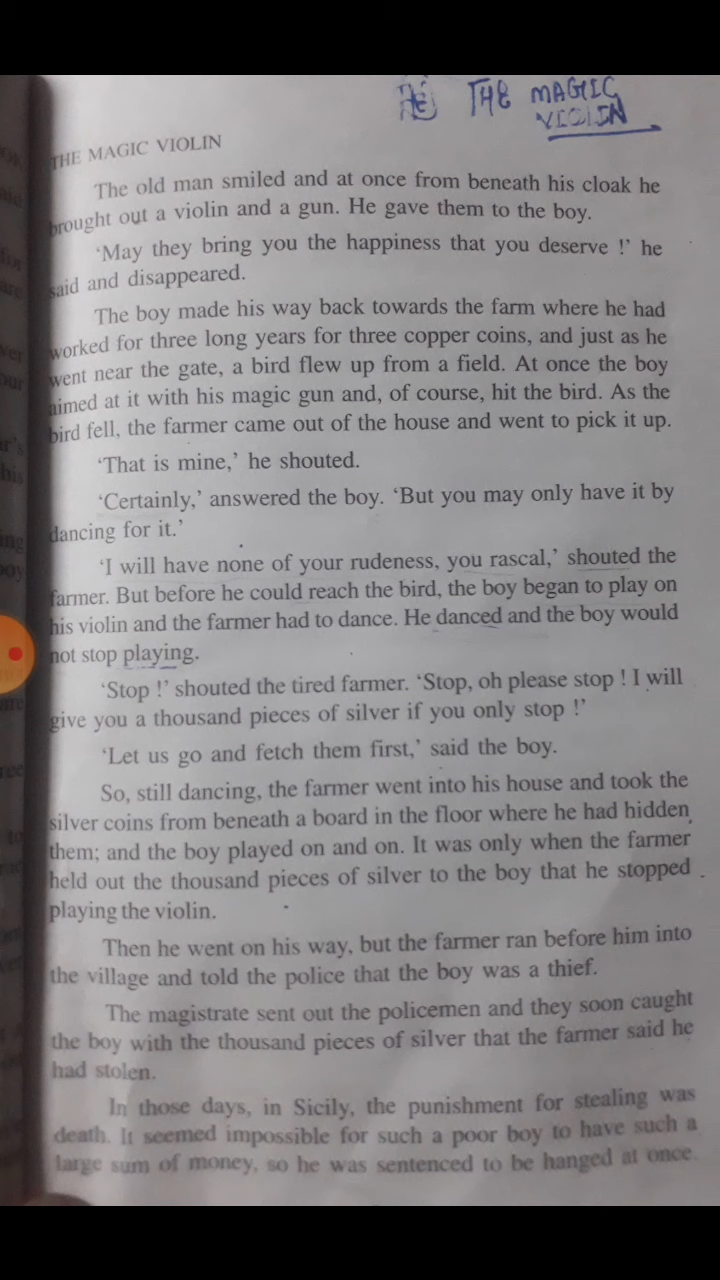 THE MAGIC
VIOLIN
THE MAGIC VIOLIN
The old man smiled and at once from beneath his cloak he
brought out a violin and a gun. He gave them to the boy.
‘May they bring you the happiness that you deserve !’ he
said and disappeared.
The boy made his way back towards the farm where he had
worked for three long years for three copper coins, and just as he
went near the gate, a bird flew up from a field. At once the boy
aimed at it with his magic gun and, of course, hit the bird. As the
bird fell, the farmer came out of the house and went to pick it up.
‘That is mine,’ he shouted.
‘Certainly,’ answered the boy. ‘But you may only have it by
dancing for it.’
‘I will have none of your rudeness, you rascal,’ shouted the
farmer. But before he could reach the bird, the boy began to play on
his violin and the farmer had to dance. He danced and the boy would
not stop playing.
‘Stop !’ shouted the tired farmer. ‘Stop, oh please stop ! I will
give you a thousand pieces of silver if you only stop !’
‘Let us go and fetch them first,’ said the boy.
So, still dancing, the farmer went into his house and took the
silver coins from beneath a board in the floor where he had hidden
them; and the boy played on and on. It was only when the farmer
held out the thousand pieces of silver to the boy that he stopped
playing the violin.
Then he went on his way, but the farmer ran before him into
the village and told the police that the boy was a thief.
The magistrate sent out the policemen and they soon caught
the boy with the thousand pieces of silver that the farmer said he
had stolen.
In those days, in Sicily, the punishment for stealing was
death. It seemed impossible for such a poor boy to have such a
large sum of money, so he was sentenced to be hanged at once.